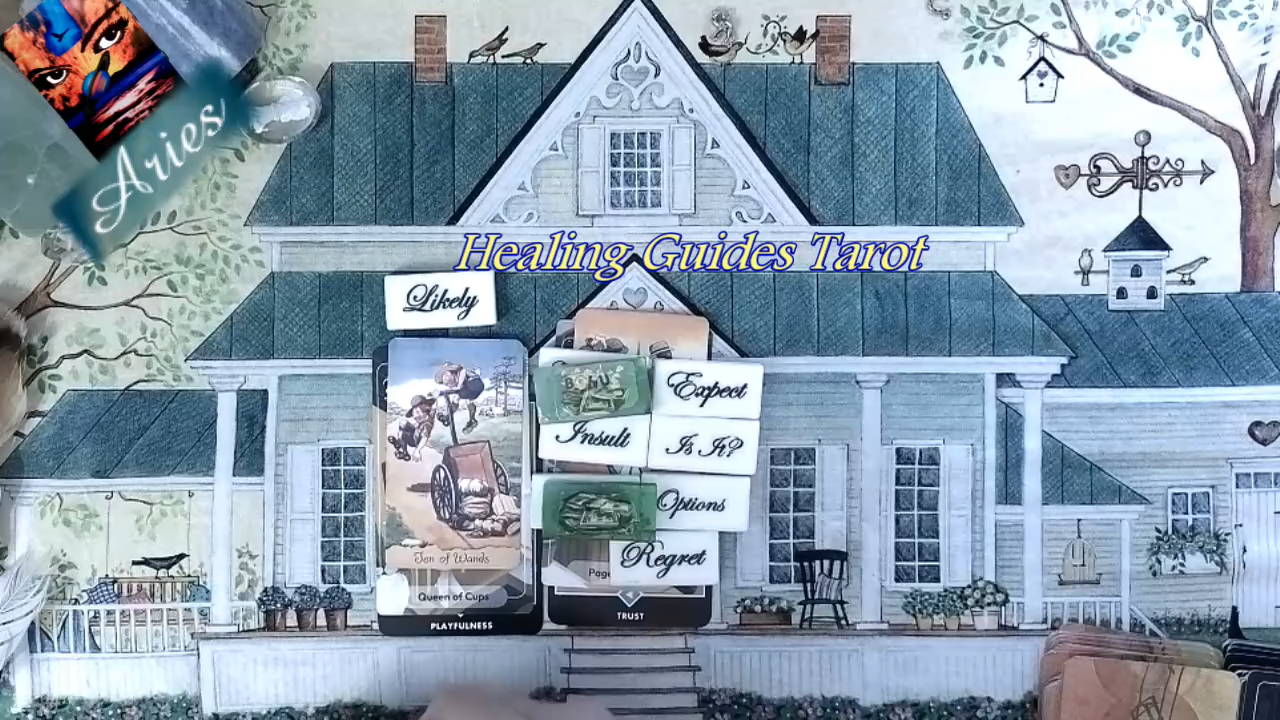 Aries
Healing Guides Tarot
Likely
Expect
Insult
Is It?
Options
Regret
Ten of Wands
Page
Queen of Cups
TRUST
PLAYFULNESS